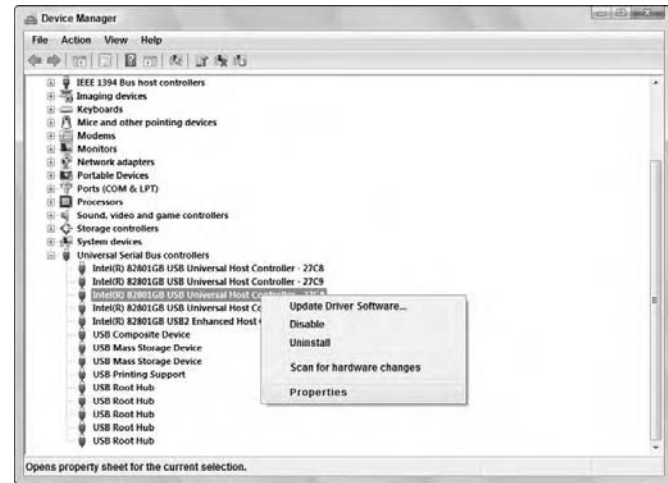 Device Manager
File Action View Help
IEEE 1394 Bus host controllers
Imaging devices
Keyboards
Mice and other pointing devices
Modems
Monitors
Network adapters
Portable Devices
Ports (COM & LPT)
Processors
Sound, video and game controllers
Storage controllers
System devices
Universal Serial Bus controllers
Intel(R) 82801GB USB Universal Host Controller - 27C8
Intel(R) 82801GB USB Universal Host Controller - 27C9
Intel(R) 82801GB USB Universal Host Controller -
Intel(R) 82801GB USB Universal Host Co
Intel(R) 82801GB USB2 Enhanced Host
USB Composite Device
USB Mass Storage Device
USB Mass Storage Device
USB Printing Support
USB Root Hub
USB Root Hub
USB Root Hub
USB Root Hub
USB Root Hub
Update Driver Software...
Disable
Uninstall
Scan for hardware changes
Properties
Opens property sheet for the current selection.